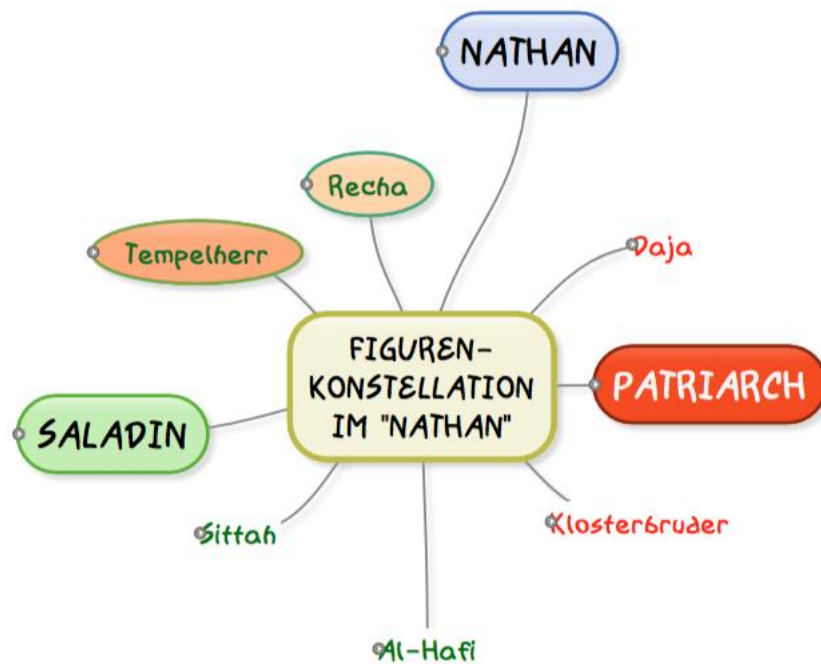 NATHAN
Recha
Tempelherr
Daja
FIGUREN-
KONSTELLATION
IM "NATHAN"
PATRIARCH
SALADIN
Sittah
Klosterbruder
Al-Hafi